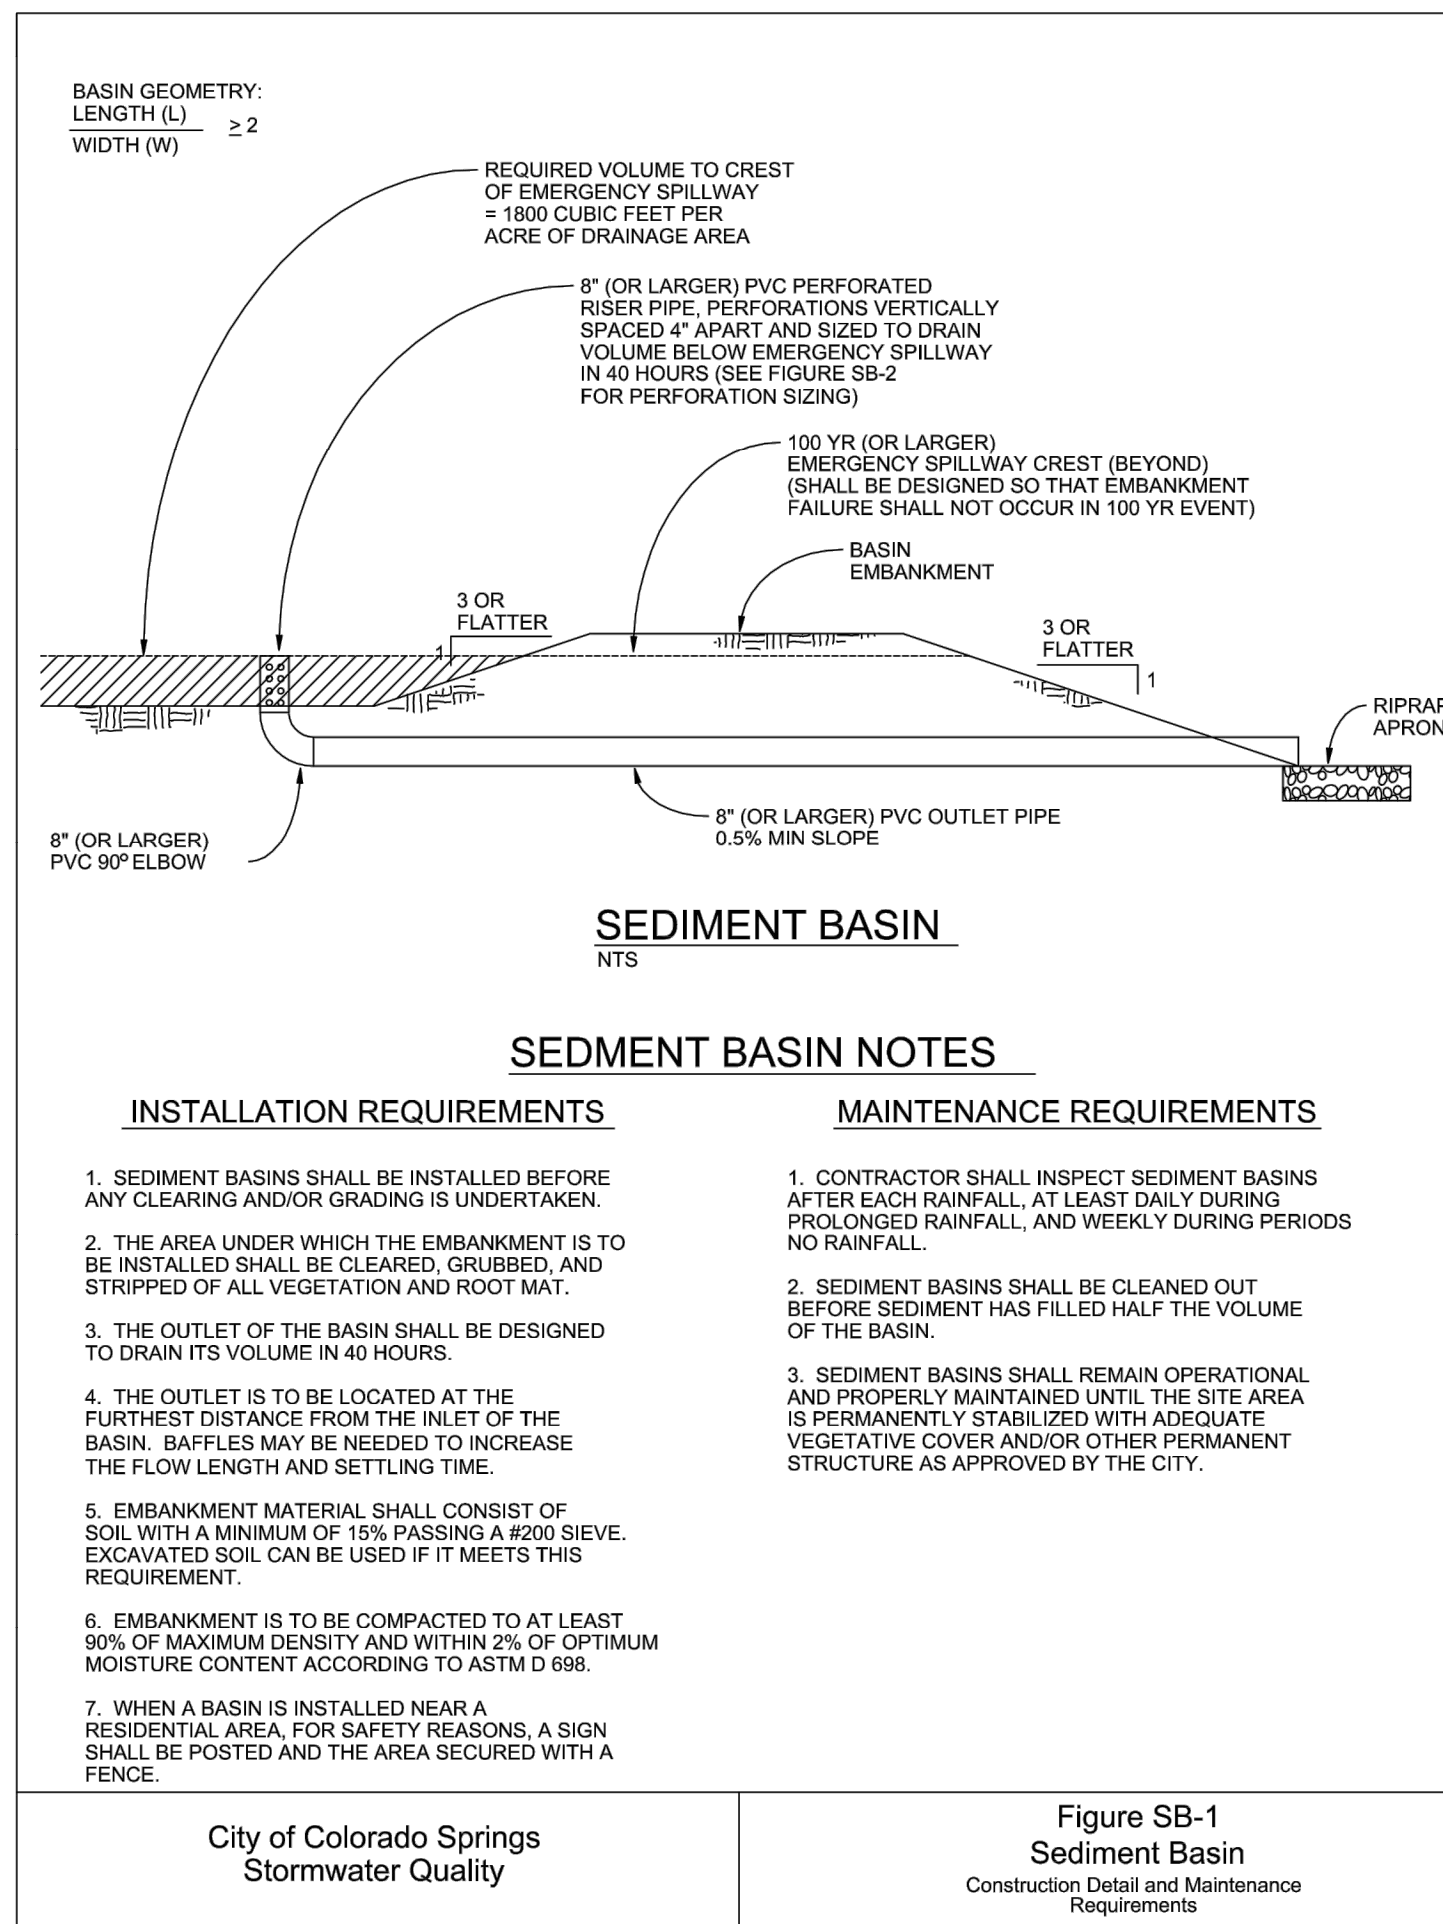 BASIN GEOMETRY:
LENGTH (L)
≥ 2
WIDTH (W)
REQUIRED VOLUME TO CREST
OF EMERGENCY SPILLWAY
= 1800 CUBIC FEET PER
ACRE OF DRAINAGE AREA
8" (OR LARGER) PVC PERFORATED
RISER PIPE, PERFORATIONS VERTICALLY
SPACED 4" APART AND SIZED TO DRAIN
VOLUME BELOW EMERGENCY SPILLWAY
IN 40 HOURS (SEE FIGURE SB-2
FOR PERFORATION SIZING)
100 YR (OR LARGER)
EMERGENCY SPILLWAY CREST (BEYOND)
(SHALL BE DESIGNED SO THAT EMBANKMENT
FAILURE SHALL NOT OCCUR IN 100 YR EVENT)
BASIN
EMBANKMENT
3 OR
FLATTER
1
3 OR
FLATTER
1
RIPRAP
APRON
8" (OR LARGER) PVC OUTLET PIPE
0.5% MIN SLOPE
8" (OR LARGER)
PVC 90º ELBOW
SEDIMENT BASIN
NTS
SEDMENT BASIN NOTES
INSTALLATION REQUIREMENTS
1. SEDIMENT BASINS SHALL BE INSTALLED BEFORE
ANY CLEARING AND/OR GRADING IS UNDERTAKEN.
2. THE AREA UNDER WHICH THE EMBANKMENT IS TO
BE INSTALLED SHALL BE CLEARED, GRUBBED, AND
STRIPPED OF ALL VEGETATION AND ROOT MAT.
3. THE OUTLET OF THE BASIN SHALL BE DESIGNED
TO DRAIN ITS VOLUME IN 40 HOURS.
4. THE OUTLET IS TO BE LOCATED AT THE
FURTHEST DISTANCE FROM THE INLET OF THE
BASIN. BAFFLES MAY BE NEEDED TO INCREASE
THE FLOW LENGTH AND SETTLING TIME.
5. EMBANKMENT MATERIAL SHALL CONSIST OF
SOIL WITH A MINIMUM OF 15% PASSING A #200 SIEVE.
EXCAVATED SOIL CAN BE USED IF IT MEETS THIS
REQUIREMENT.
6. EMBANKMENT IS TO BE COMPACTED TO AT LEAST
90% OF MAXIMUM DENSITY AND WITHIN 2% OF OPTIMUM
MOISTURE CONTENT ACCORDING TO ASTM D 698.
7. WHEN A BASIN IS INSTALLED NEAR A
RESIDENTIAL AREA, FOR SAFETY REASONS, A SIGN
SHALL BE POSTED AND THE AREA SECURED WITH A
FENCE.
MAINTENANCE REQUIREMENTS
1. CONTRACTOR SHALL INSPECT SEDIMENT BASINS
AFTER EACH RAINFALL, AT LEAST DAILY DURING
PROLONGED RAINFALL, AND WEEKLY DURING PERIODS
NO RAINFALL.
2. SEDIMENT BASINS SHALL BE CLEANED OUT
BEFORE SEDIMENT HAS FILLED HALF THE VOLUME
OF THE BASIN.
3. SEDIMENT BASINS SHALL REMAIN OPERATIONAL
AND PROPERLY MAINTAINED UNTIL THE SITE AREA
IS PERMANENTLY STABILIZED WITH ADEQUATE
VEGETATIVE COVER AND/OR OTHER PERMANENT
STRUCTURE AS APPROVED BY THE CITY.
City of Colorado Springs
Stormwater Quality
Figure SB-1
Sediment Basin
Construction Detail and Maintenance
Requirements